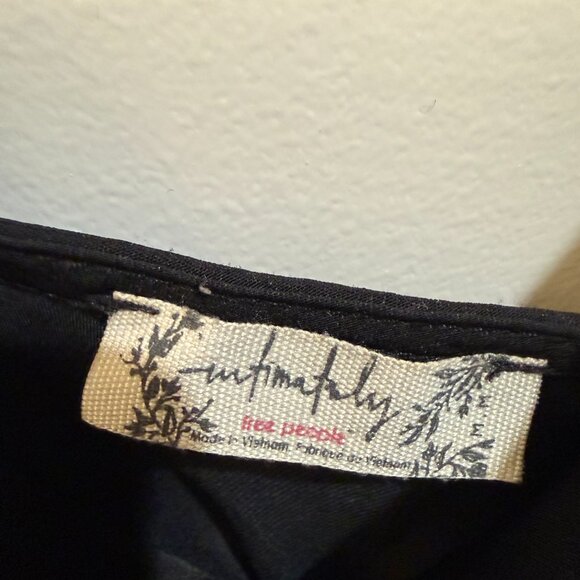 intimately
free people
Made in Vietnam Fabriqué au Vietnam